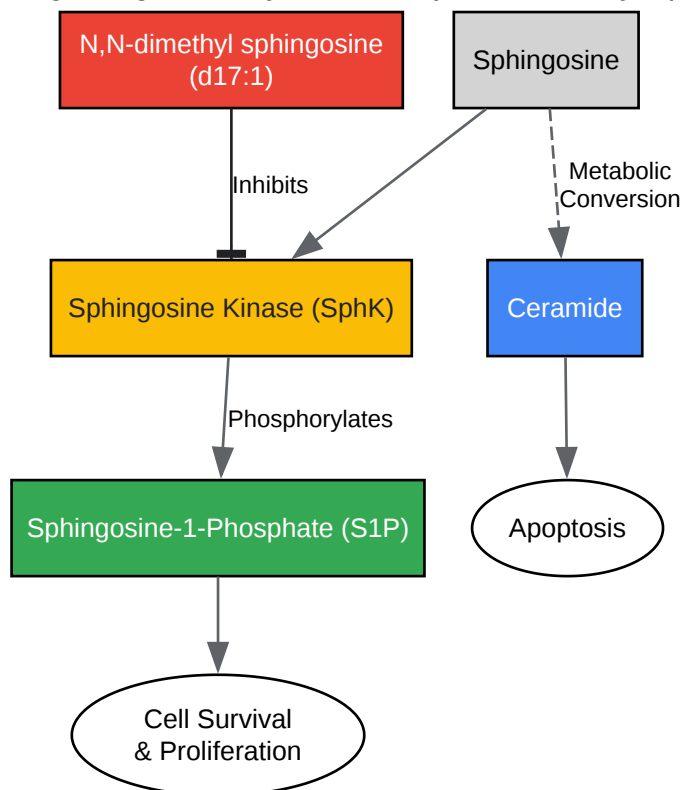 N,N-dimethyl sphingosine
(d17:1)
Sphingosine
Inhibits
Metabolic
Conversion
Sphingosine Kinase (SphK)
Ceramide
Phosphorylates
Sphingosine-1-Phosphate (S1P)
Apoptosis
Cell Survival
& Proliferation